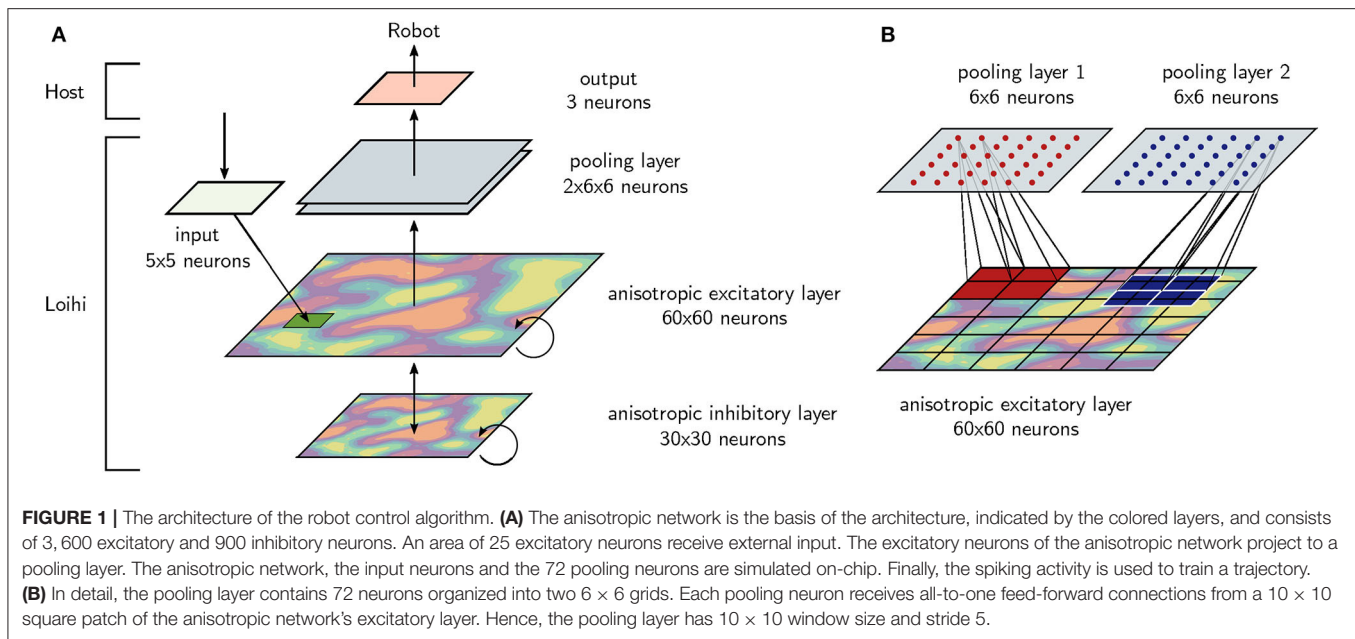 A
Robot
Host
output
3 neurons
pooling layer
2x6x6 neurons
input
5x5 neurons
Loihi
anisotropic excitatory layer
60x60 neurons
anisotropic inhibitory layer
30x30 neurons
B
pooling layer 1
6x6 neurons
pooling layer 2
6x6 neurons
anisotropic excitatory layer
60x60 neurons
FIGURE 1 | The architecture of the robot control algorithm. (A) The anisotropic network is the basis of the architecture, indicated by the colored layers, and consists
of 3, 600 excitatory and 900 inhibitory neurons. An area of 25 excitatory neurons receive external input. The excitatory neurons of the anisotropic network project to a
pooling layer. The anisotropic network, the input neurons and the 72 pooling neurons are simulated on-chip. Finally, the spiking activity is used to train a trajectory.
(B) In detail, the pooling layer contains 72 neurons organized into two 6 × 6 grids. Each pooling neuron receives all-to-one feed-forward connections from a 10 × 10
square patch of the anisotropic network's excitatory layer. Hence, the pooling layer has 10 × 10 window size and stride 5.